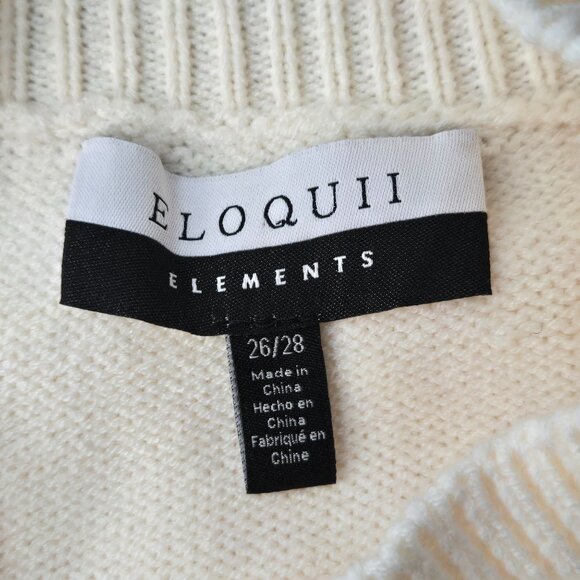 ELOQUII
ELEMENTS
26/28
Made in
China
Hecho en
China
Fabriqué en
Chine